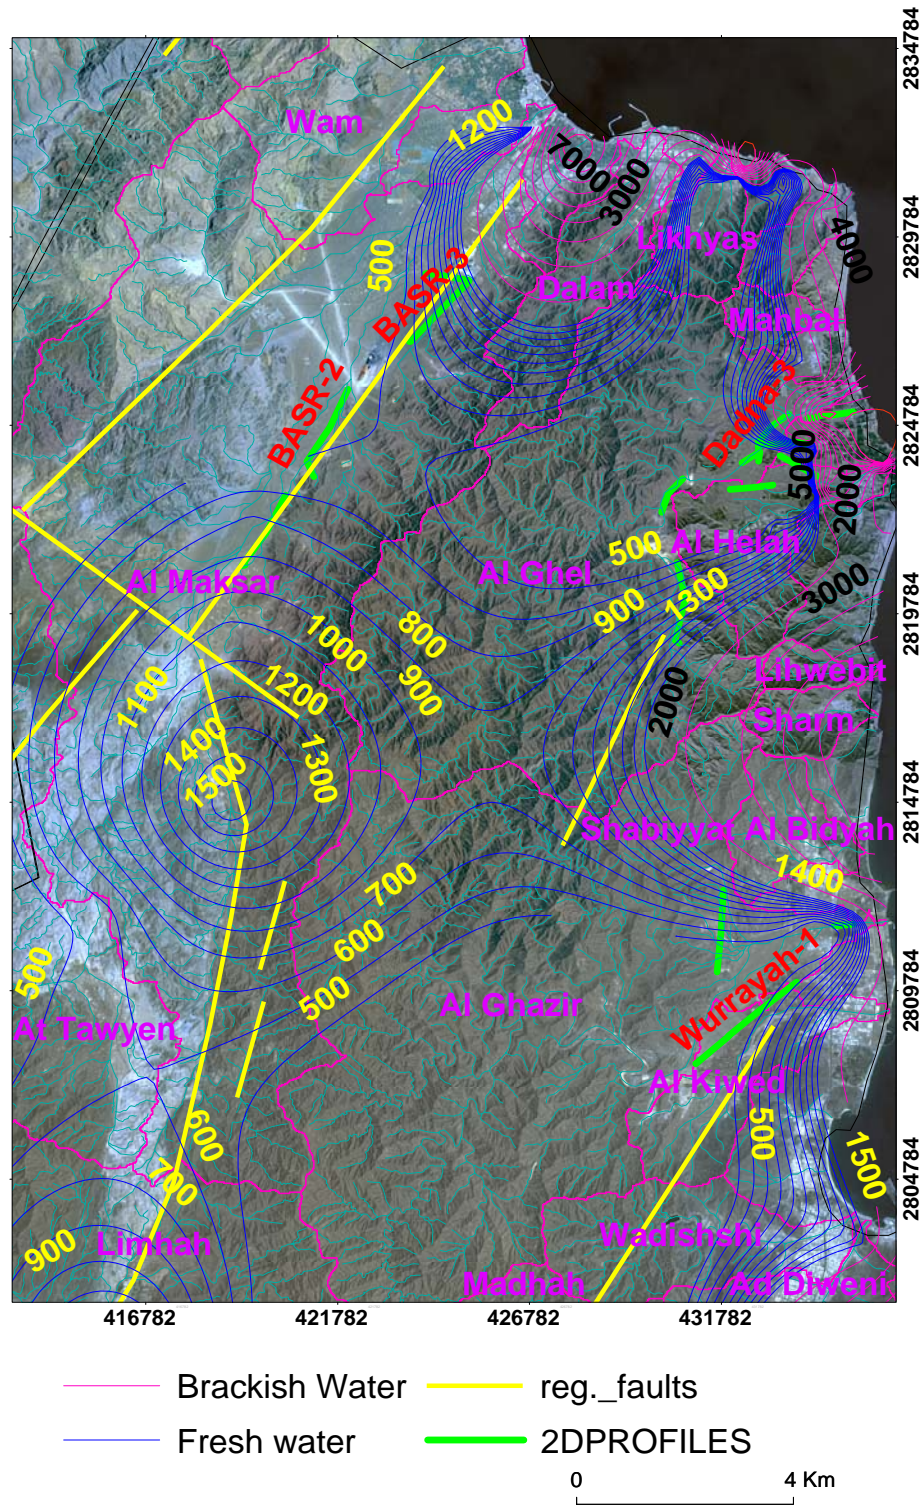 2834784
Wam
1200
7000
3000
Likhyas
4000
2829784
500
BASR-3
Dalam
Mahbal
BASR-2
Dadna-3
2824784
5000
2000
500
Al Helah
Al Maksar
Al Ghel
1300
3000
2819784
1000
800
900
900
1200
1100
2000
Lihwebit
Sharm
1400
1300
1500
2814784
Shabiyyat
Al Bidyah
700
1400
600
500
500
Wurrayah-1
2809784
At Tawyen
Al Ghazir
Al Kiwed
600
500
700
1500
2804784
900
Limhah
Wadishshi
Madhah
Ad Diweni
416782
421782
426782
431782
Brackish Water
reg._faults
Fresh water
2DPROFILES
0
4 Km